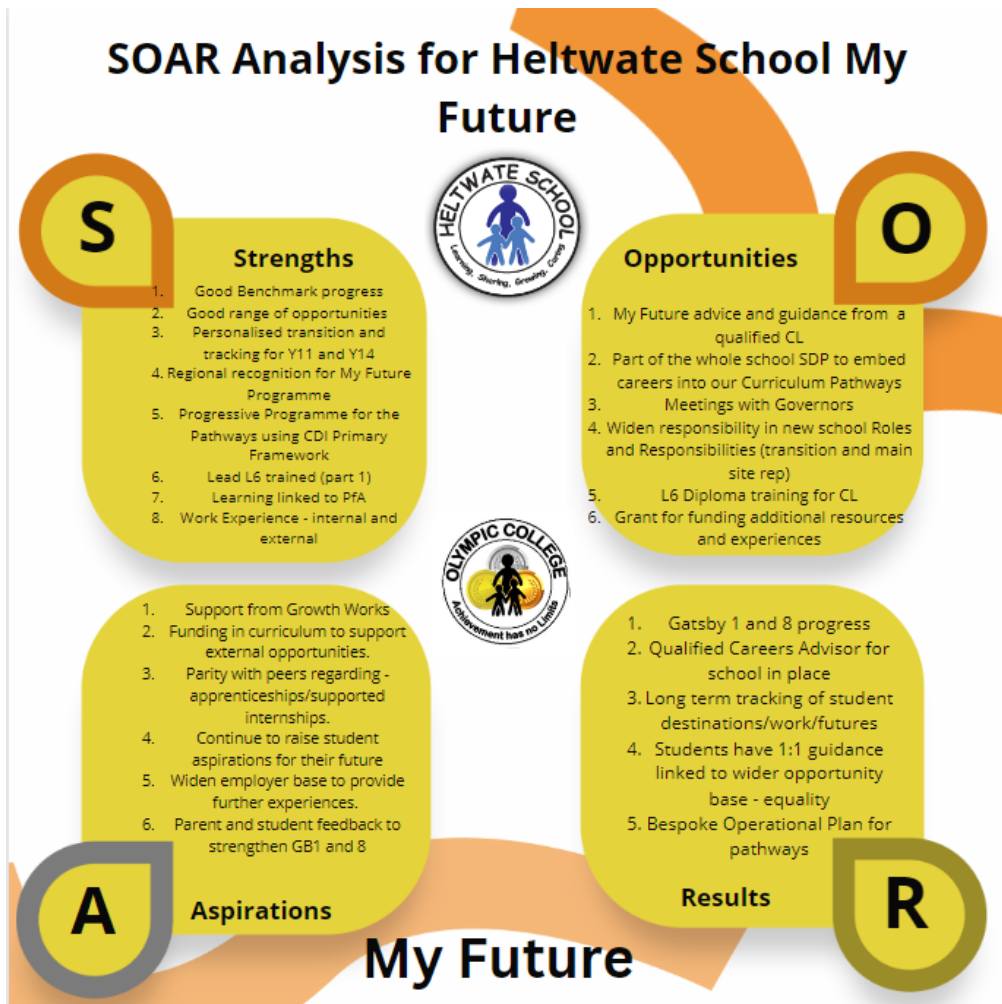 SOAR Analysis for Heltwate School My
Future
S
Strengths
1. Good Benchmark progress
2. Good range of opportunities
3. Personalised transition and
tracking for Y11 and Y14
4. Regional recognition for My Future
Programme
5. Progressive Programme for the
Pathways using CDI Primary
Framework
6. Lead L6 trained (part 1)
7. Learning linked to PfA
8. Work Experience - internal and
external
HELTWATE SCHOOL
Learning, Sharing, Growing, Caring
O
Opportunities
1. My Future advice and guidance from a
qualified CL
2. Part of the whole school SDP to embed
careers into our Curriculum Pathways
3. Meetings with Governors
4. Widen responsibility in new school Roles
and Responsibilities (transition and main
site rep)
5. L6 Diploma training for CL
6. Grant for funding additional resources
and experiences
OLYMPIC COLLEGE
Achievement has no Limits
1. Support from Growth Works
2. Funding in curriculum to support
external opportunities.
3. Parity with peers regarding -
apprenticeships/supported
internships.
4. Continue to raise student
aspirations for their future
5. Widen employer base to provide
further experiences.
6. Parent and student feedback to
strengthen GB1 and 8
A
Aspirations
1. Gatsby 1 and 8 progress
2. Qualified Careers Advisor for
school in place
3. Long term tracking of student
destinations/work/futures
4. Students have 1:1 guidance
linked to wider opportunity
base - equality
5. Bespoke Operational Plan for
pathways
Results
R
My Future